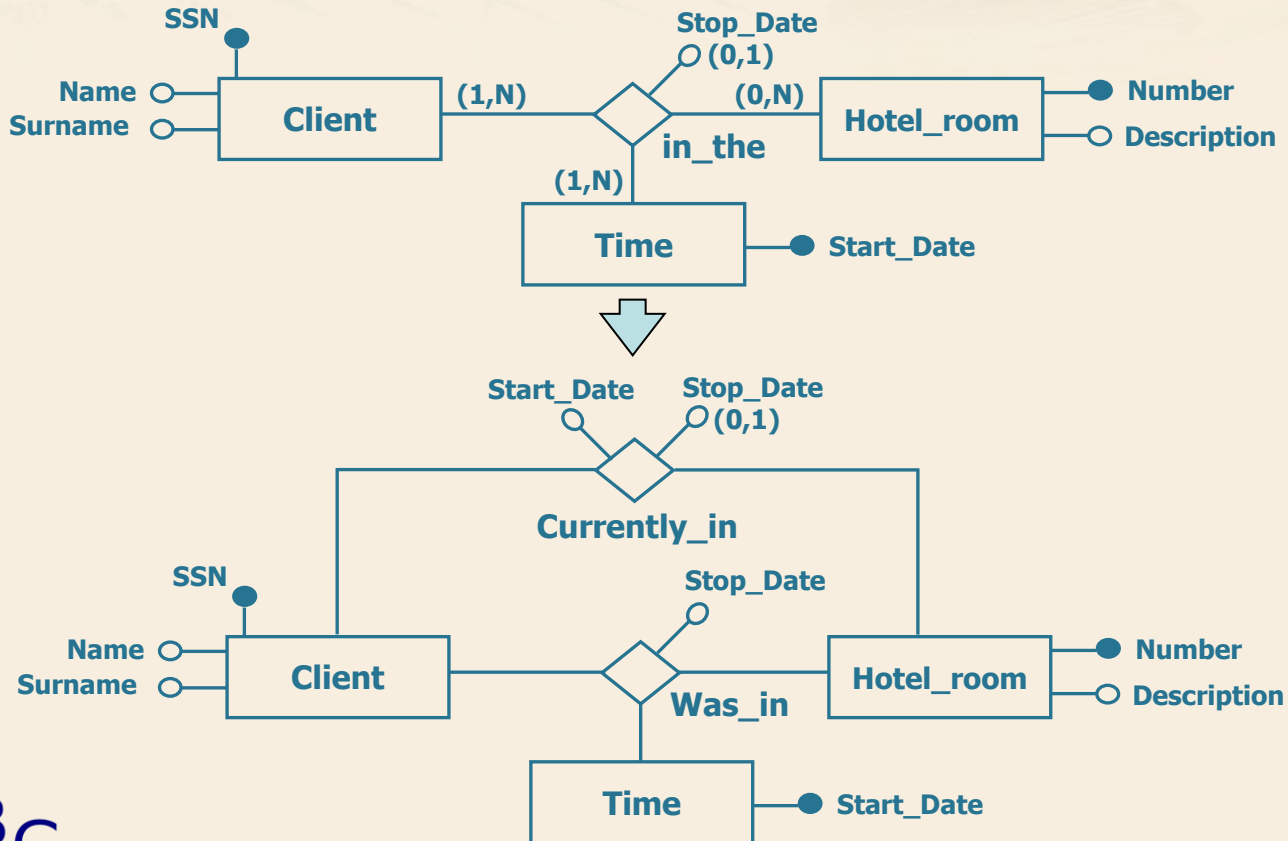 SSN
Stop_Date
(0,1)
Name
Surname
Client
(1,N)
(0,N)
Hotel_room
Number
Description
in_the
(1,N)
Time
Start_Date
Start_Date
Stop_Date
(0,1)
Currently_in
SSN
Stop_Date
Name
Surname
Client
Hotel_room
Number
Description
Was_in
Time
Start_Date